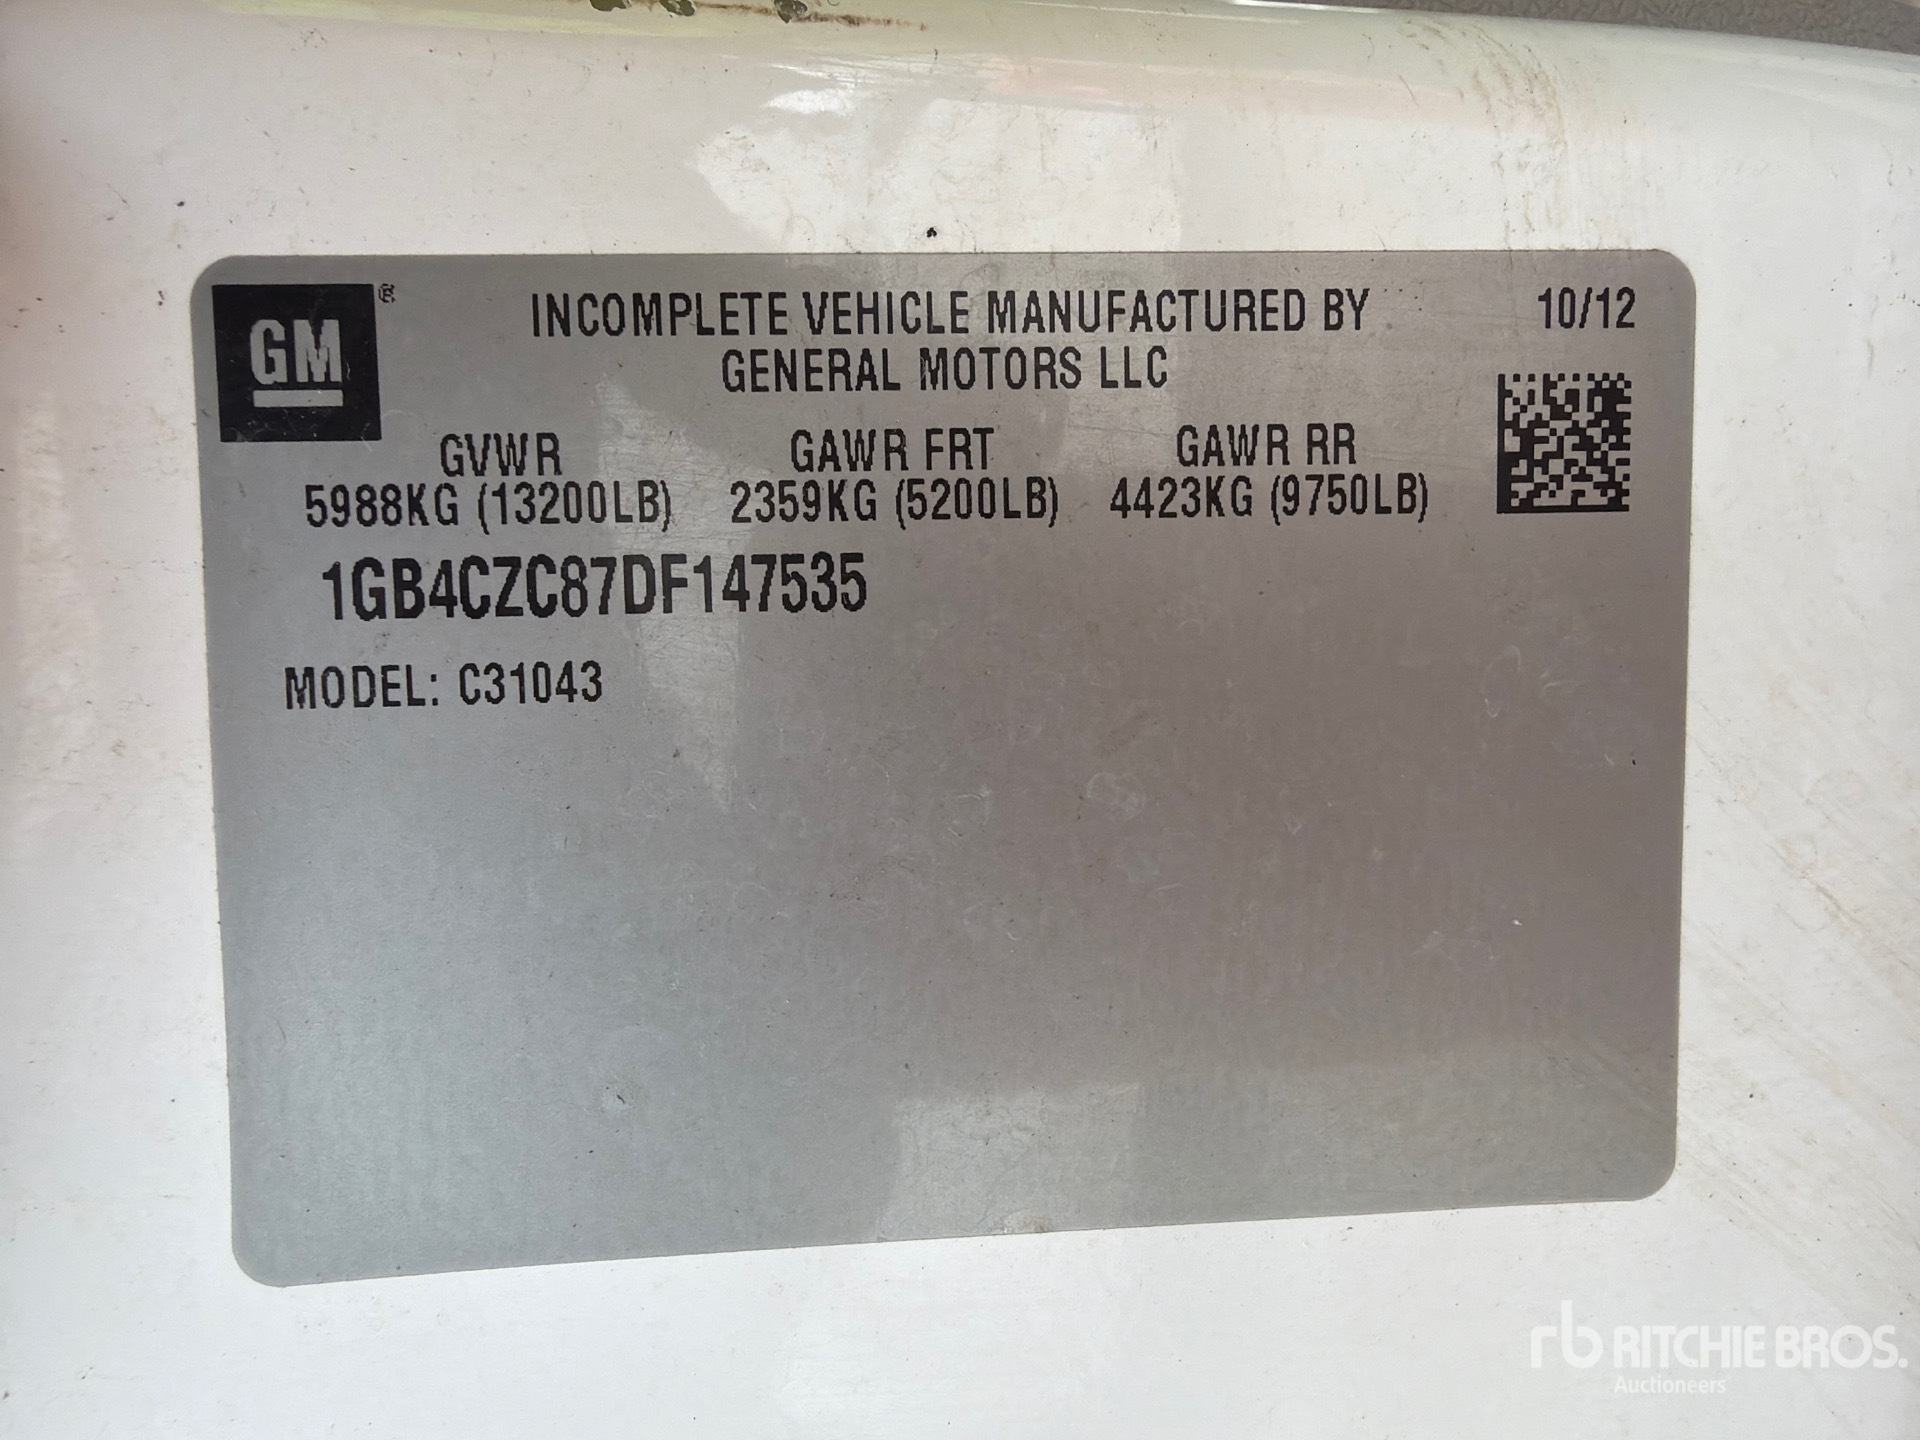 GM®
INCOMPLETE VEHICLE MANUFACTURED BY
10/12
GENERAL MOTORS LLC
GVWR GAWR FRT GAWR RR
5988KG (13200LB) 2359KG (5200LB) 4423KG (9750LB)
1GB4CZC87DF147535
MODEL: C31043
rb RITCHIE BROS.
Auctioneers